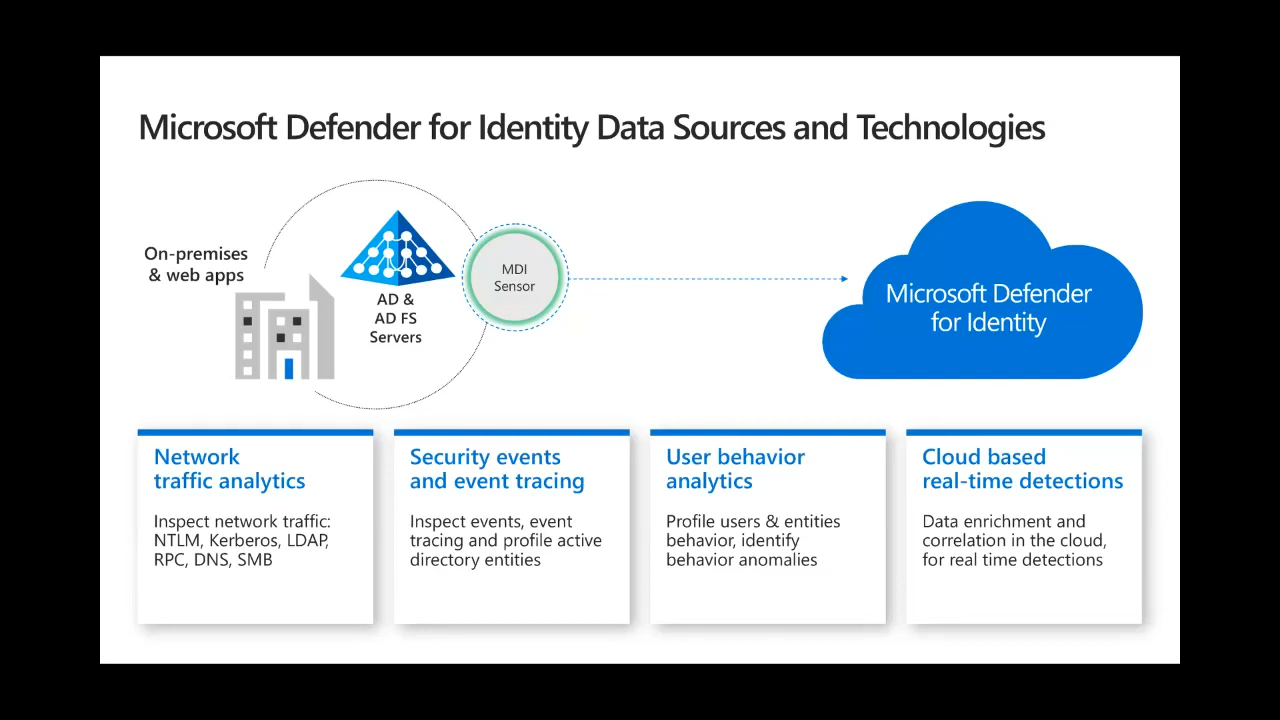 Microsoft Defender for Identity Data Sources and Technologies
On-premises
& web apps
AD &
AD FS
Servers
MDI
Sensor
Microsoft Defender
for Identity
Network
traffic analytics
Inspect network traffic:
NTLM, Kerberos, LDAP,
RPC, DNS, SMB
Security events
and event tracing
Inspect events, event
tracing and profile active
directory entities
User behavior
analytics
Profile users & entities
behavior, identify
behavior anomalies
Cloud based
real-time detections
Data enrichment and
correlation in the cloud,
for real time detections